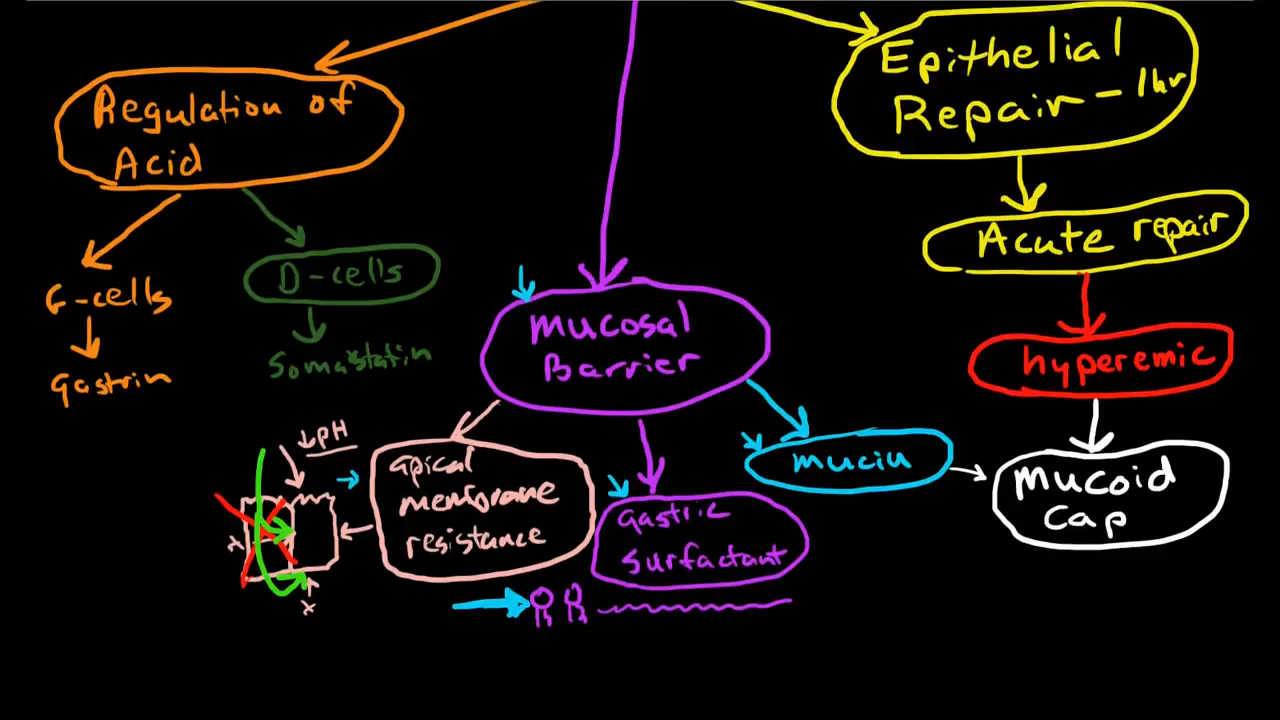 Regulation of
Acid
G-cells
Gastrin
D-cells
Somastatin
Mucosal
Barrier
↓pH
apical
membrane
resistance
x
x
gastric
surfactant
mucin
Epithelial
Repair - 1hr
Acute repair
hyperemic
Mucoid
Cap